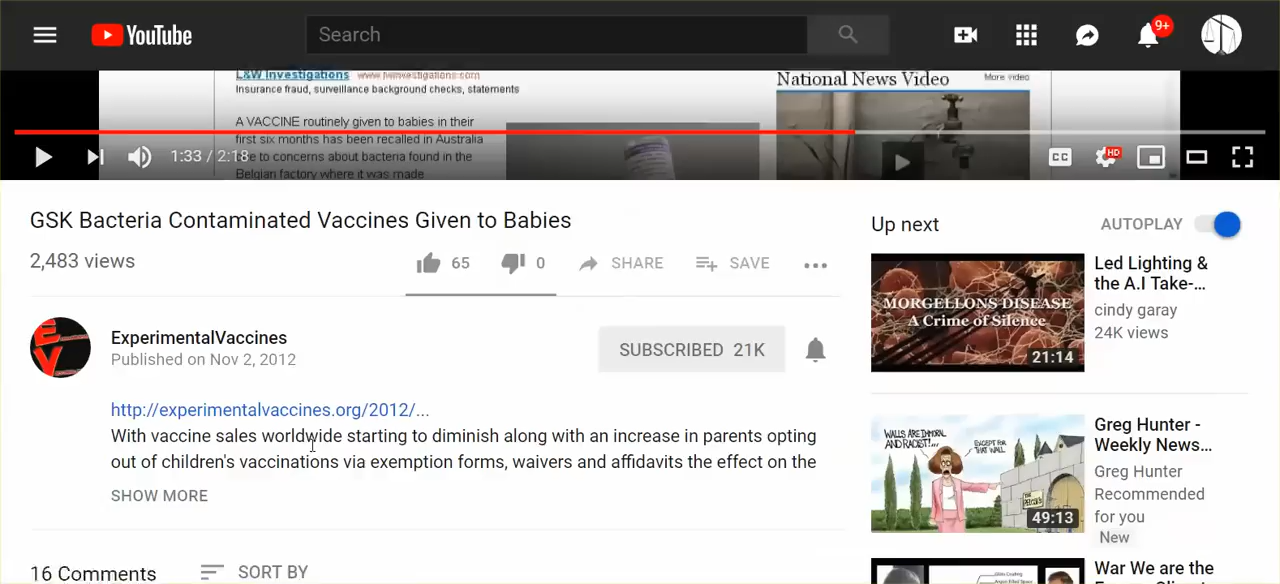 YouTube
Search
9+
L&W Investigations www.lwinvestigations.com
Insurance fraud, surveillance background checks, statements
A VACCINE routinely given to babies in their
first six months has been recalled in Australia
due to concerns about bacteria found in the
Belgian factory where it was made
National News Video
More video
1:33 / 2:18
CC
HD
GSK Bacteria Contaminated Vaccines Given to Babies
2,483 views
65
0
SHARE
SAVE
EV
ExperimentalVaccines
Published on Nov 2, 2012
SUBSCRIBED 21K
http://experimentalvaccines.org/2012/...
With vaccine sales worldwide starting to diminish along with an increase in parents opting
out of children's vaccinations via exemption forms, waivers and affidavits the effect on the
SHOW MORE
16 Comments
SORT BY
Up next
AUTOPLAY
MORGELLONS DISEASE
A Crime of Silence
21:14
Led Lighting &
the A.I Take-...
cindy garay
24K views
WALLS ARE IMMORAL
AND RACIST!...
EXCEPT FOR
THAT WALL
49:13
Greg Hunter -
Weekly News...
Greg Hunter
Recommended
for you
New
War We are the